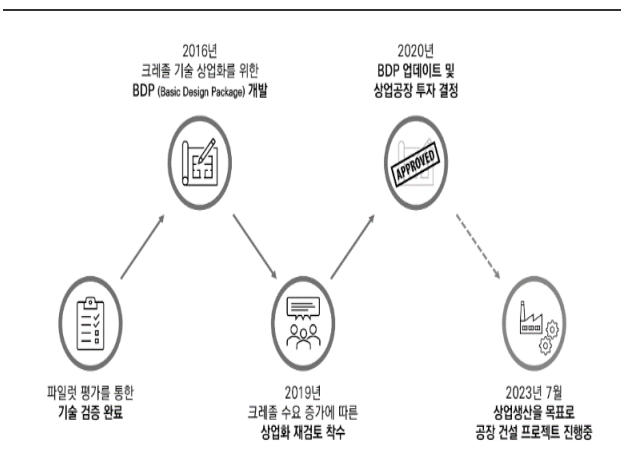 2016년
크레졸 기술 상업화를 위한
BDP (Basic Design Package) 개발
2020년
BDP 업데이트 및
상업공장 투자 결정
APPROVED
파일럿 평가를 통한
기술 검증 완료
2019년
크레졸 수요 증가에 따른
상업화 재검토 착수
2023년 7월
상업생산을 목표로
공장 건설 프로젝트 진행중